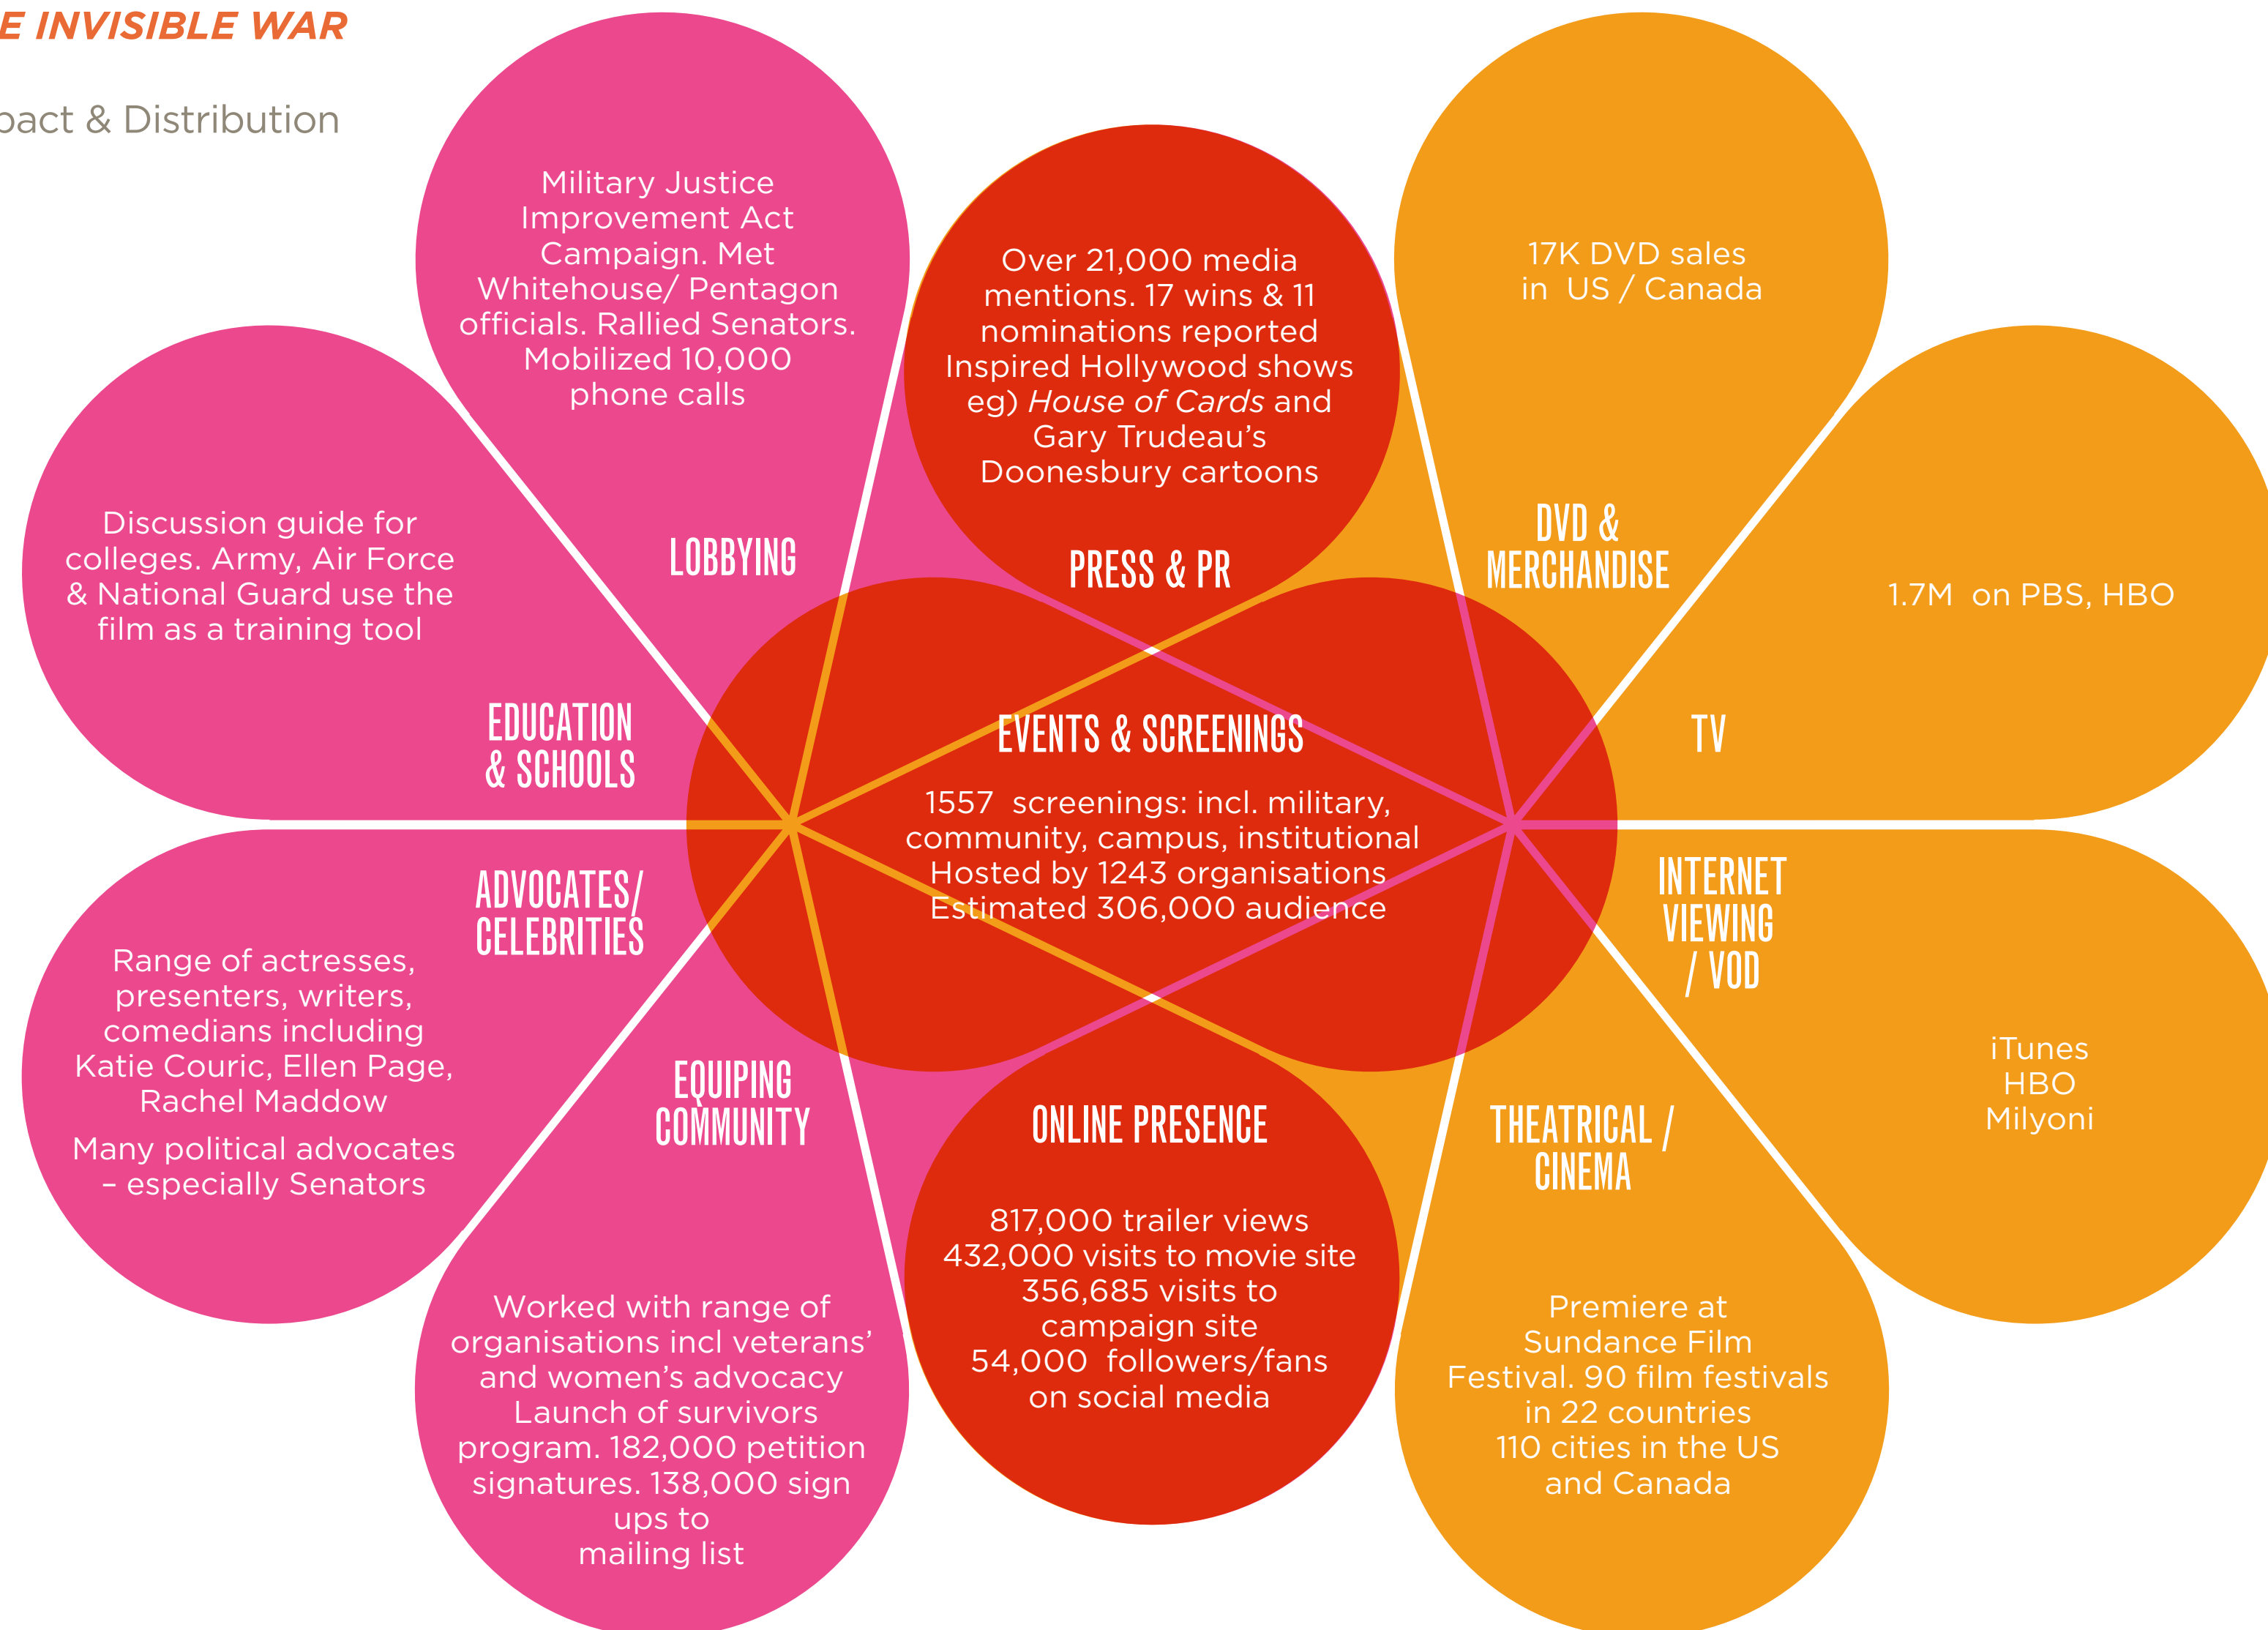 E INVISIBLE WAR
pact & Distribution
Military Justice
Improvement Act
Campaign. Met
Whitehouse/ Pentagon
officials. Rallied Senators.
Mobilized 10,000
phone calls
LOBBYING
Over 21,000 media
mentions. 17 wins & 11
nominations reported
Inspired Hollywood shows
eg) House of Cards and
Gary Trudeau’s
Doonesbury cartoons
PRESS & PR
17K DVD sales
in US / Canada
DVD &
MERCHANDISE
Discussion guide for
colleges. Army, Air Force
& National Guard use the
film as a training tool
EDUCATION
& SCHOOLS
1.7M on PBS, HBO
TV
EVENTS & SCREENINGS
1557 screenings: incl. military,
community, campus, institutional
Hosted by 1243 organisations
Estimated 306,000 audience
ADVOCATES/
CELEBRITIES
Range of actresses,
presenters, writers,
comedians including
Katie Couric, Ellen Page,
Rachel Maddow
Many political advocates
– especially Senators
INTERNET
VIEWING
/ VOD
iTunes
HBO
Milyoni
EQUIPING
COMMUNITY
Worked with range of
organisations incl veterans’
and women’s advocacy
Launch of survivors
program. 182,000 petition
signatures. 138,000 sign
ups to
mailing list
ONLINE PRESENCE
817,000 trailer views
432,000 visits to movie site
356,685 visits to
campaign site
54,000 followers/fans
on social media
THEATRICAL /
CINEMA
Premiere at
Sundance Film
Festival. 90 film festivals
in 22 countries
110 cities in the US
and Canada